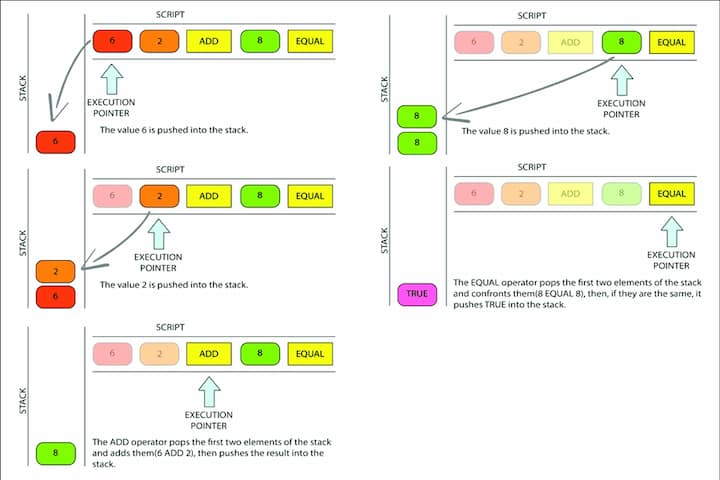 SCRIPT
6 2 ADD 8 EQUAL
STACK
EXECUTION
POINTER
The value 6 is pushed into the stack.
6
SCRIPT
6 2 ADD 8 EQUAL
STACK
EXECUTION
POINTER
The value 2 is pushed into the stack.
2
6
SCRIPT
6 2 ADD 8 EQUAL
STACK
EXECUTION
POINTER
The ADD operator pops the first two elements of the stack
and adds them(6 ADD 2), then pushes the result into the
stack.
8
SCRIPT
6 2 ADD 8 EQUAL
STACK
EXECUTION
POINTER
The value 8 is pushed into the stack.
8
8
SCRIPT
6 2 ADD 8 EQUAL
STACK
EXECUTION
POINTER
The EQUAL operator pops the first two elements of the stack
and confronts them(8 EQUAL 8), then, if they are the same, it
pushes TRUE into the stack.
TRUE